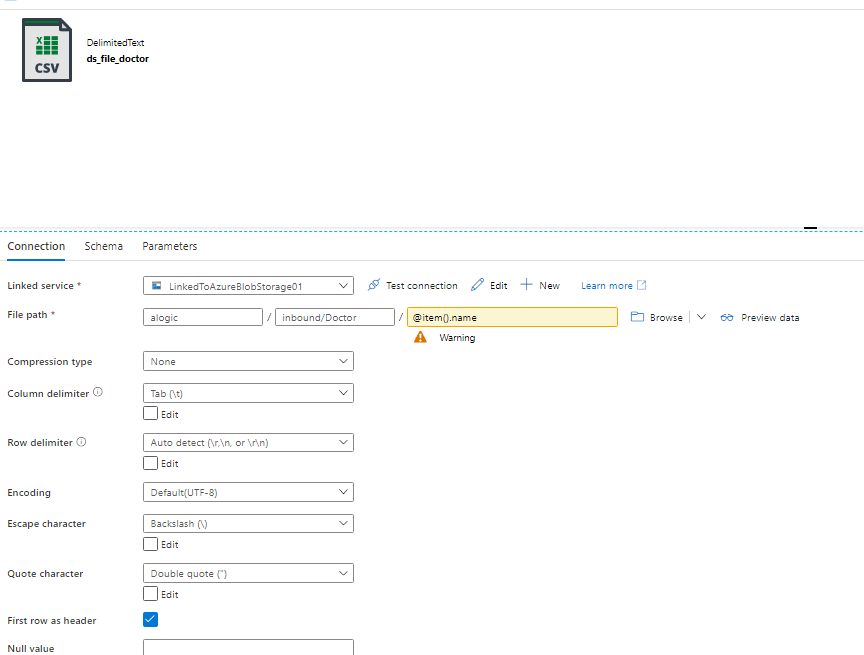 CSV
DelimitedText
ds_file_doctor
Connection Schema Parameters
Linked service * LinkedToAzureBlobStorage01 Test connection Edit New Learn more
File path * alogic / inbound/Doctor / @item().name Browse Preview data
Warning
Compression type None
Column delimiter Tab (\t)
Edit
Row delimiter Auto detect (\r,\n, or \r\n)
Edit
Encoding Default(UTF-8)
Escape character Backslash (\)
Edit
Quote character Double quote (")
Edit
First row as header
Null value